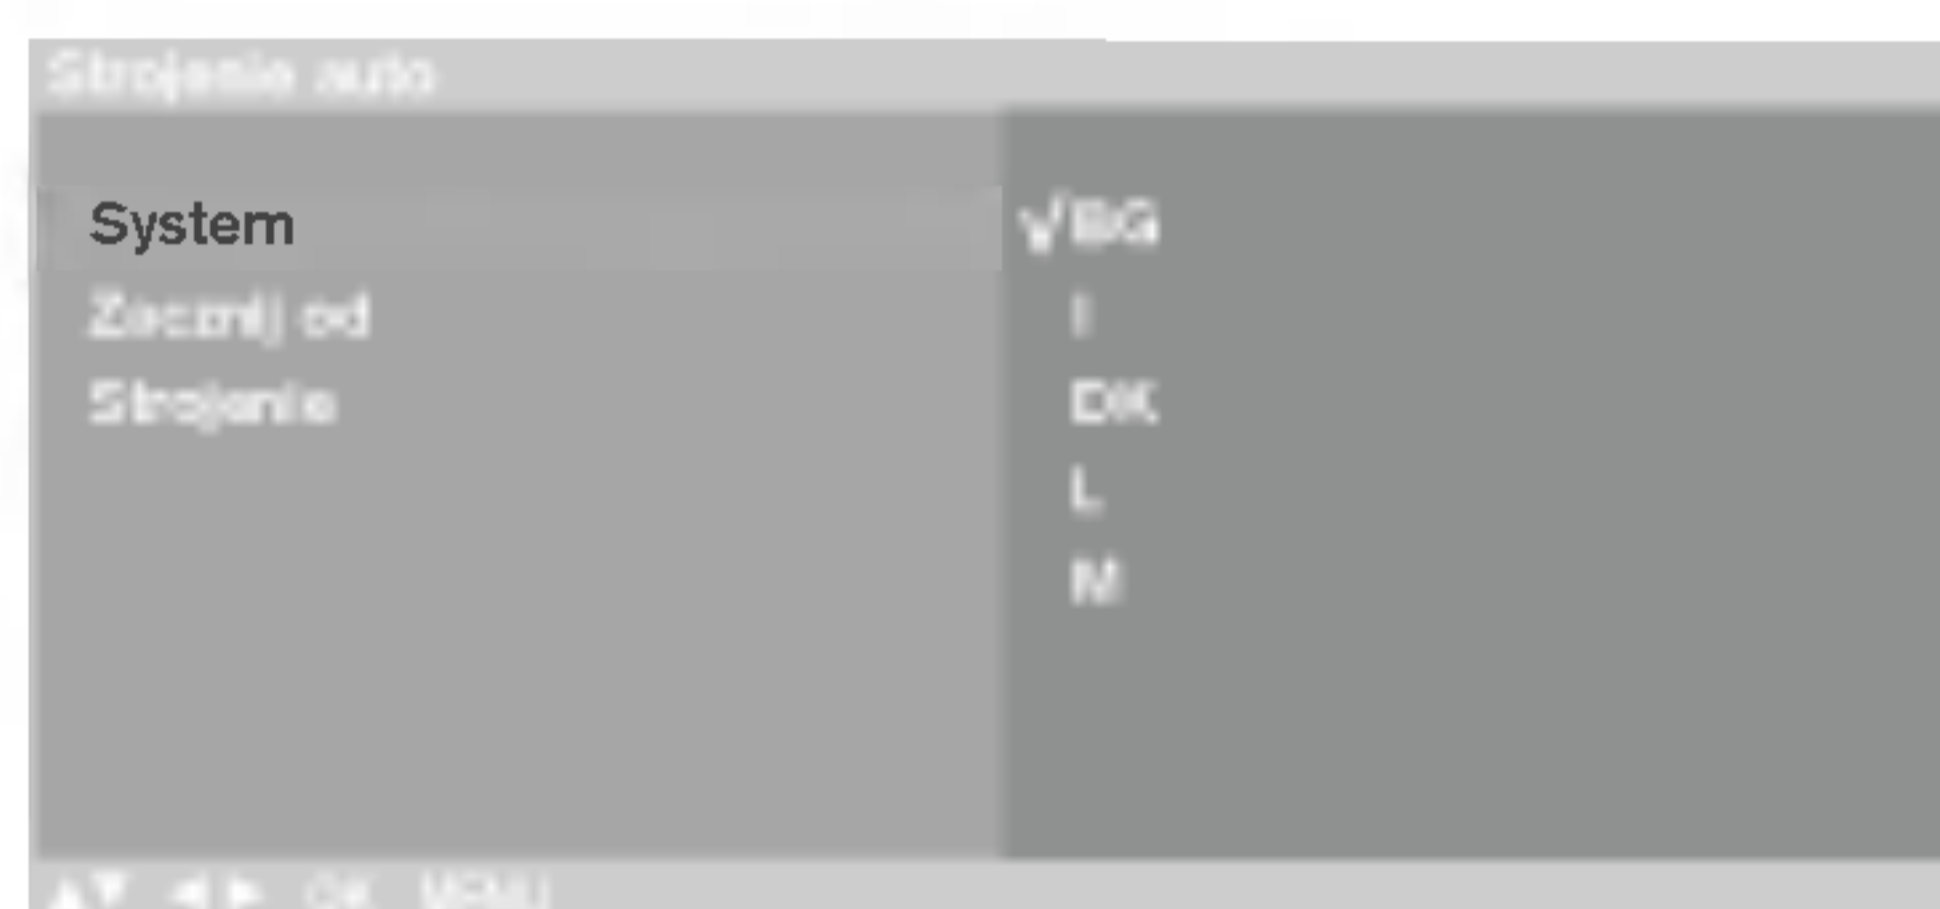 Strojenie auto
System √BG
Zacznij od I
Strojenie DK
L
M
▲▼ ◄► OK MENU